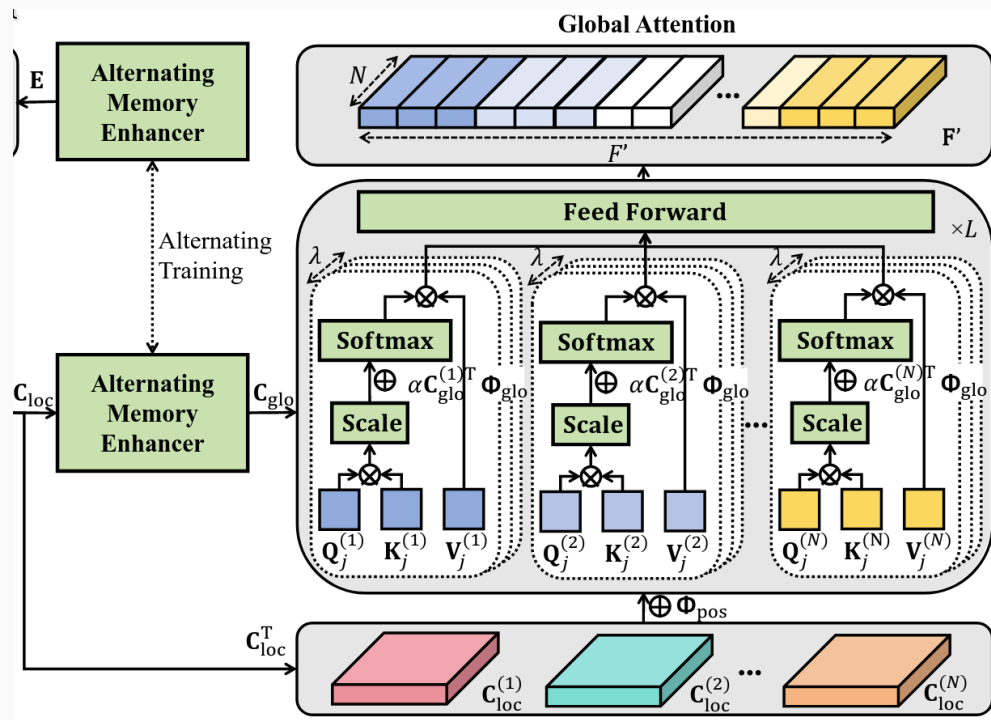 Global Attention
E
Alternating
Memory
Enhancer
N
...
F'
F'
Feed Forward
×L
Alternating
Training
λ
λ
λ
Softmax
Softmax
Softmax
⊕ αC_glo^(1)T Φ_glo
⊕ αC_glo^(2)T Φ_glo
⊕ αC_glo^(N)T Φ_glo
C_loc
Alternating
Memory
Enhancer
C_glo
Scale
Scale
...
Scale
Q_j^(1) K_j^(1) V_j^(1)
Q_j^(2) K_j^(2) V_j^(2)
Q_j^(N) K_j^(N) V_j^(N)
⊕ Φ_pos
C_loc^T
C_loc^(1)
C_loc^(2)
...
C_loc^(N)